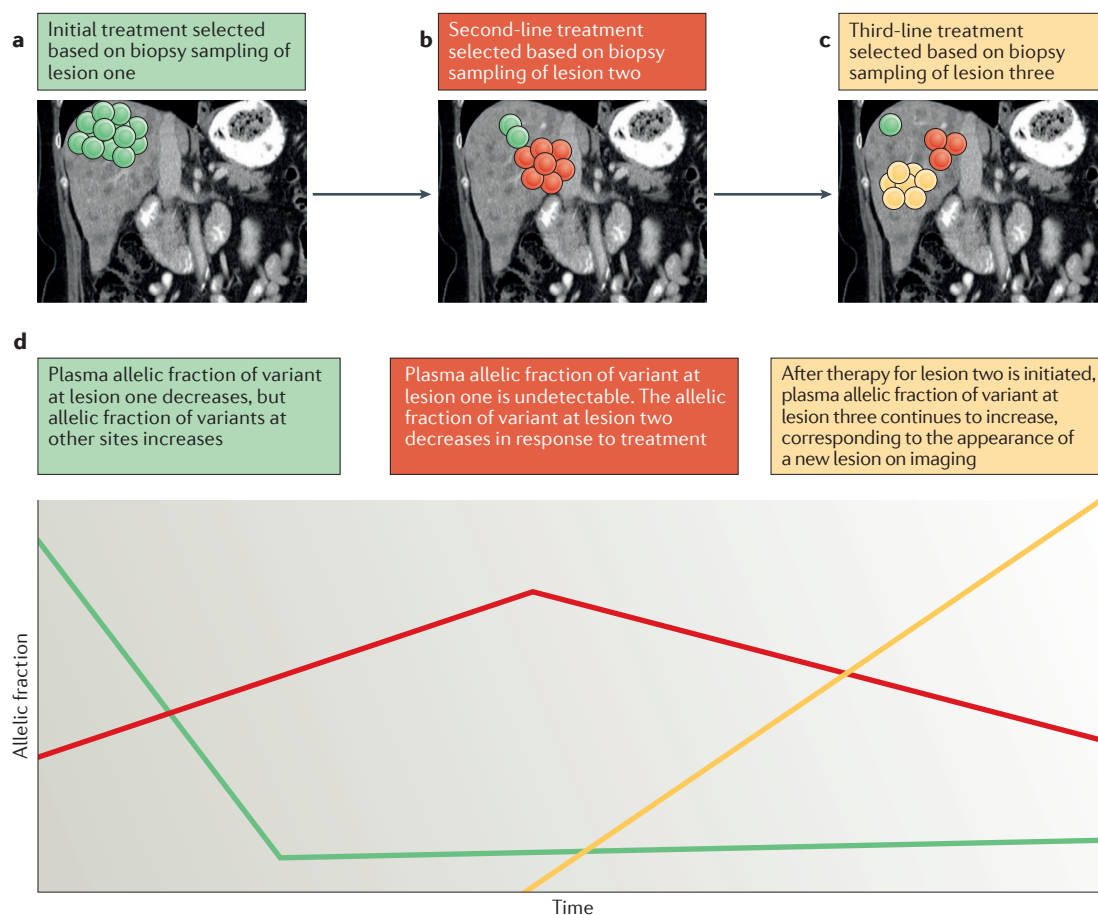 a
Initial treatment selected
based on biopsy sampling of
lesion one
b
Second-line treatment
selected based on biopsy
sampling of lesion two
c
Third-line treatment
selected based on biopsy
sampling of lesion three
d
Plasma allelic fraction of variant
at lesion one decreases, but
allelic fraction of variants at
other sites increases
Plasma allelic fraction of variant at
lesion one is undetectable. The allelic
fraction of variant at lesion two
decreases in response to treatment
After therapy for lesion two is initiated,
plasma allelic fraction of variant at
lesion three continues to increase,
corresponding to the appearance of
a new lesion on imaging
Allelic fraction
Time